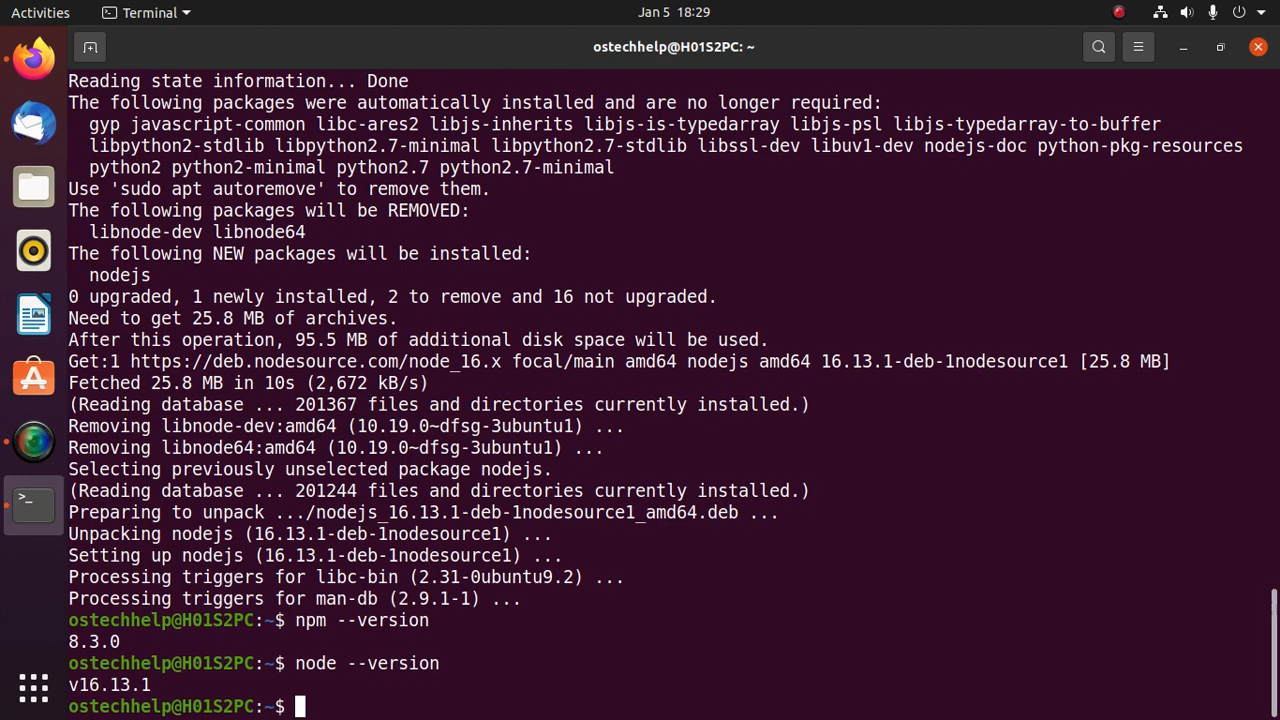 Activities
Terminal
Jan 5 18:29
ostechhelp@H01S2PC: ~
Reading state information... Done
The following packages were automatically installed and are no longer required:
  gyp javascript-common libc-ares2 libjs-inherits libjs-is-typedarray libjs-psl libjs-typedarray-to-buffer
  libpython2-stdlib libpython2.7-minimal libpython2.7-stdlib libssl-dev libuv1-dev nodejs-doc python-pkg-resources
  python2 python2-minimal python2.7 python2.7-minimal
Use 'sudo apt autoremove' to remove them.
The following packages will be REMOVED:
  libnode-dev libnode64
The following NEW packages will be installed:
  nodejs
0 upgraded, 1 newly installed, 2 to remove and 16 not upgraded.
Need to get 25.8 MB of archives.
After this operation, 95.5 MB of additional disk space will be used.
Get:1 https://deb.nodesource.com/node_16.x focal/main amd64 nodejs amd64 16.13.1-deb-1nodesource1 [25.8 MB]
Fetched 25.8 MB in 10s (2,672 kB/s)
(Reading database ... 201367 files and directories currently installed.)
Removing libnode-dev:amd64 (10.19.0~dfsg-3ubuntu1) ...
Removing libnode64:amd64 (10.19.0~dfsg-3ubuntu1) ...
Selecting previously unselected package nodejs.
(Reading database ... 201244 files and directories currently installed.)
Preparing to unpack .../nodejs_16.13.1-deb-1nodesource1_amd64.deb ...
Unpacking nodejs (16.13.1-deb-1nodesource1) ...
Setting up nodejs (16.13.1-deb-1nodesource1) ...
Processing triggers for libc-bin (2.31-0ubuntu9.2) ...
Processing triggers for man-db (2.9.1-1) ...
ostechhelp@H01S2PC:~$ npm --version
8.3.0
ostechhelp@H01S2PC:~$ node --version
v16.13.1
ostechhelp@H01S2PC:~$